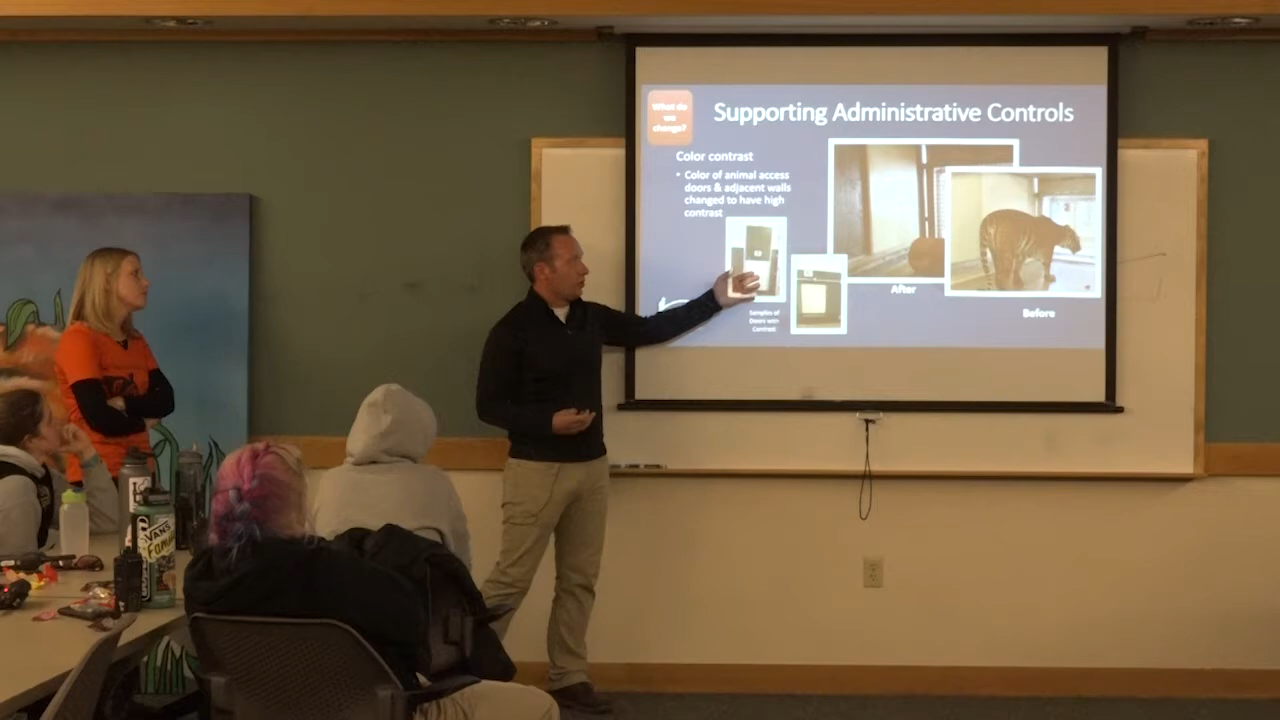 What do
we
change?
Supporting Administrative Controls
Color contrast
• Color of animal access
doors & adjacent walls
changed to have high
contrast
After
Before
Samples of
Doors with
Contrast
VANS